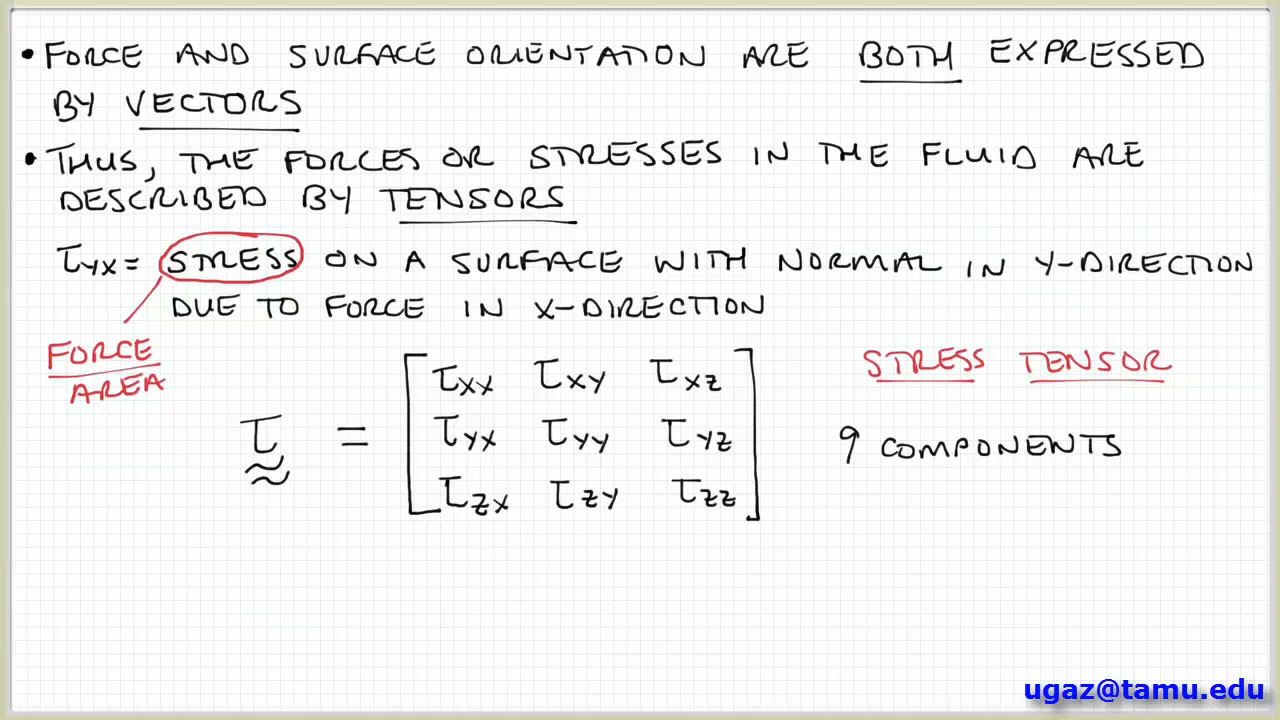 • FORCE AND SURFACE ORIENTATION ARE BOTH EXPRESSED
BY VECTORS
• THUS, THE FORCES OR STRESSES IN THE FLUID ARE
DESCRIBED BY TENSORS
τYX = STRESS ON A SURFACE WITH NORMAL IN Y-DIRECTION
DUE TO FORCE IN X-DIRECTION
FORCE
AREA
STRESS TENSOR
τ =
τXX τXY τXZ
τYX τYY τYZ
τZX τZY τZZ
9 COMPONENTS
ugaz@tamu.edu